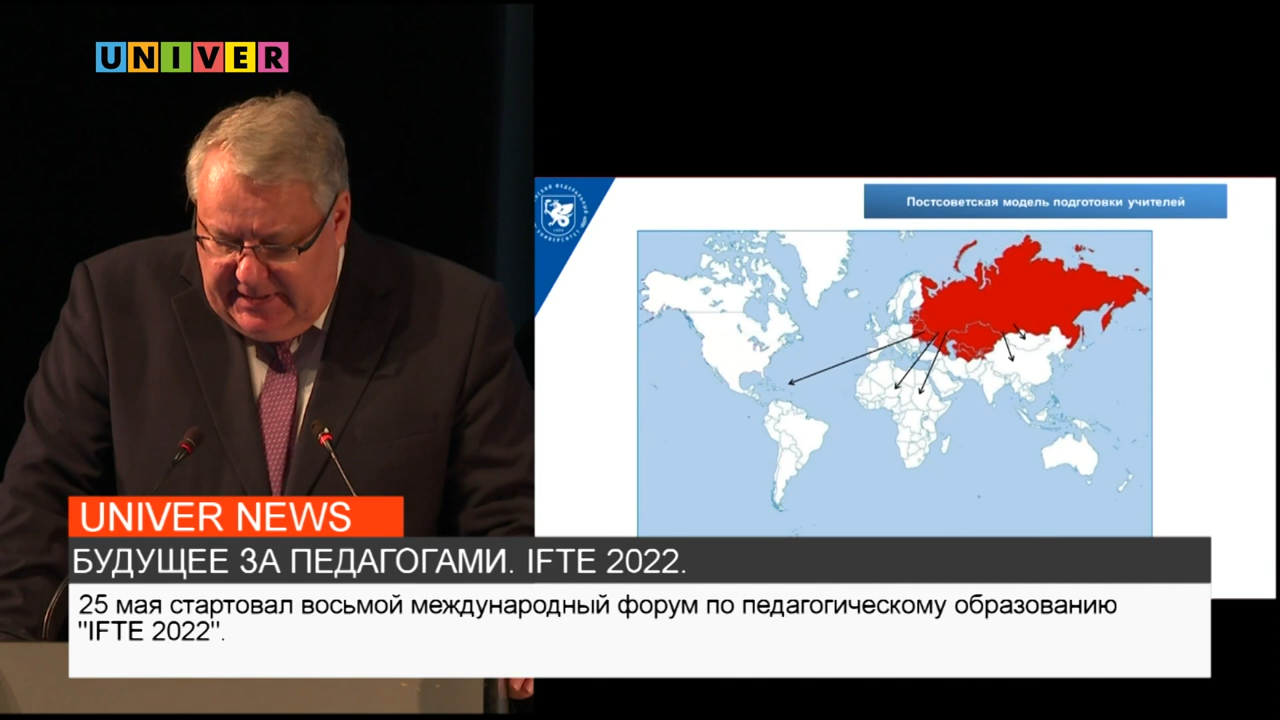 UNIVER
Постсоветская модель подготовки учителей
UNIVER NEWS
БУДУЩЕЕ ЗА ПЕДАГОГАМИ. IFTE 2022.
25 мая стартовал восьмой международный форум по педагогическому образованию
"IFTE 2022".